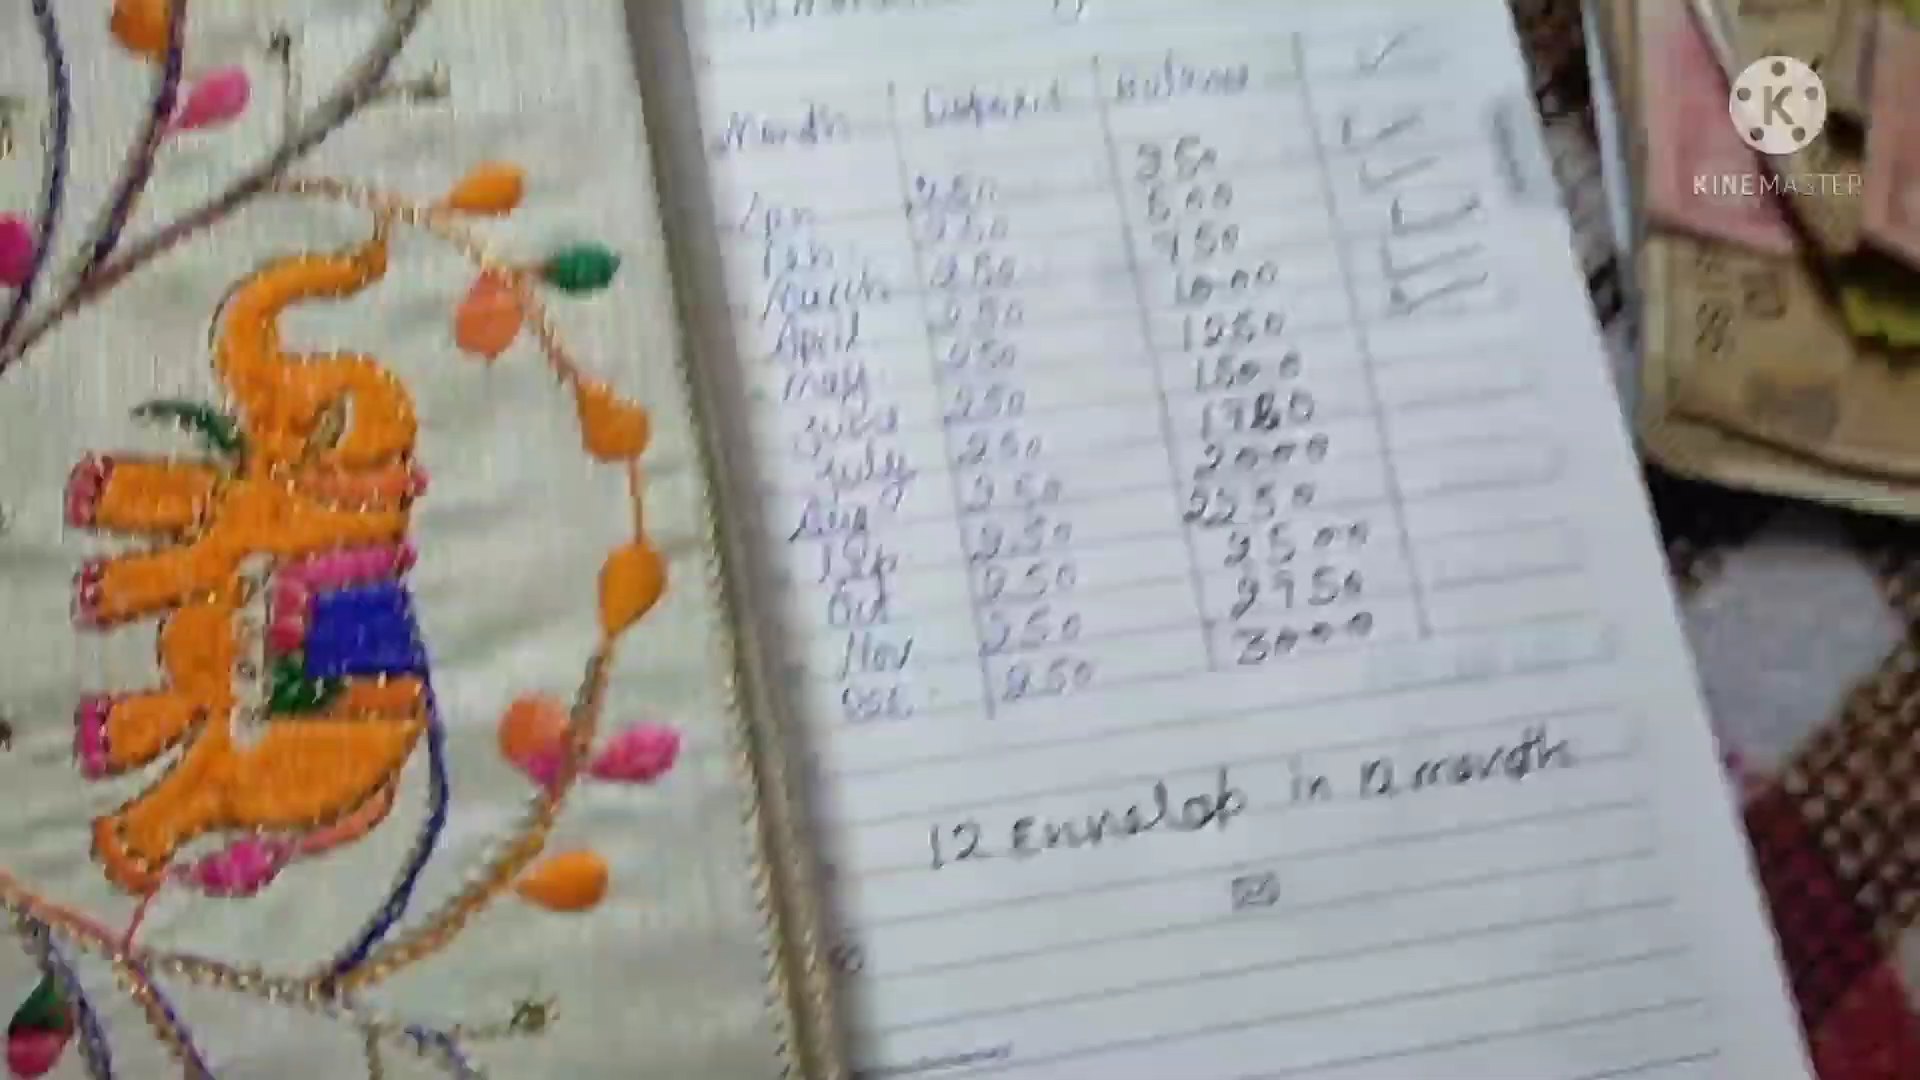 Month Deposit Balance ✓
Jan 250 250 ✓
Feb 250 500 ✓
March 250 750 ✓
April 250 1000 ✓
May 250 1250 ✓
June 250 1500
July 250 1750
Aug 250 2000
Sep 250 2250
Oct 250 2500
Nov 250 2750
Dec 250 3000
12 Envelop in 12 month
K
KINEMASTER